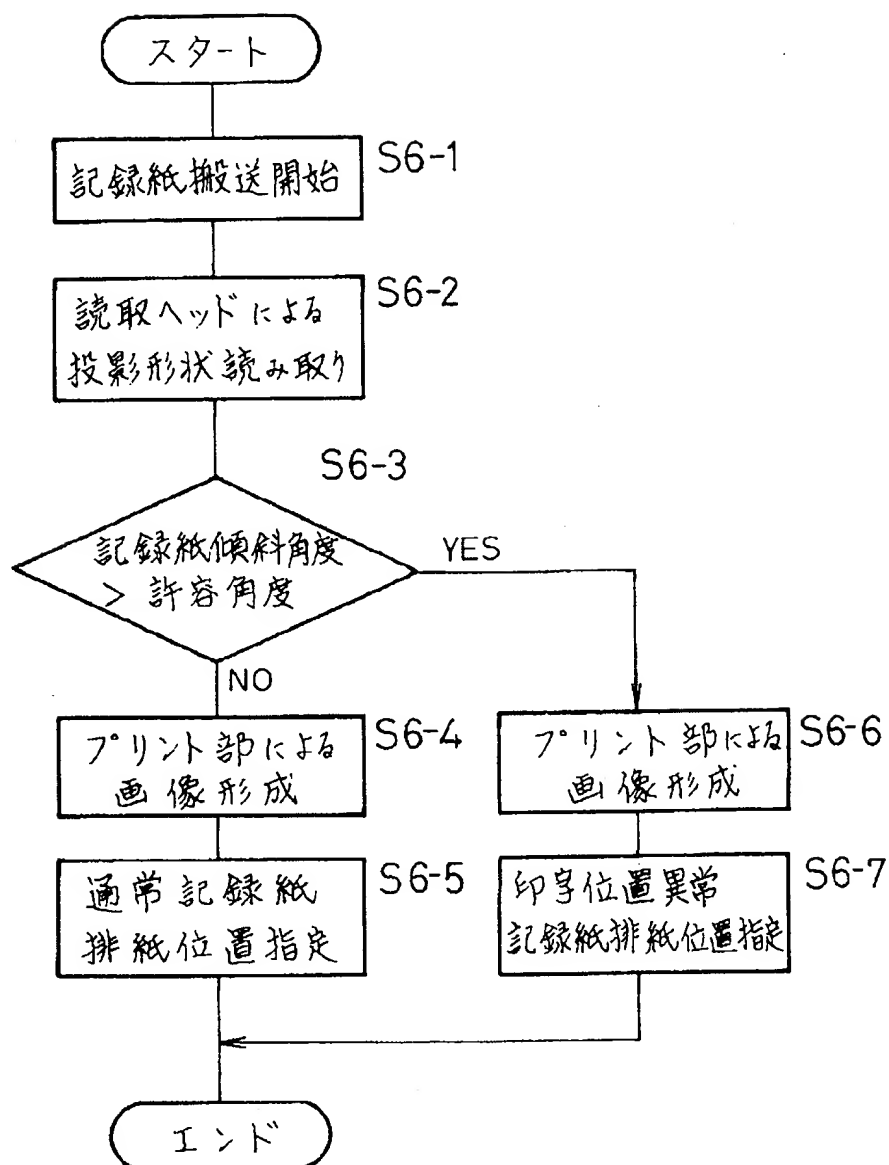 スタート
記録紙搬送開始
S6-1
読取ヘッドによる
投影形状読み取り
S6-2
S6-3
記録紙傾斜角度
> 許容角度
YES
NO
プリント部による
画像形成
S6-4
プリント部による
画像形成
S6-6
通常記録紙
排紙位置指定
S6-5
印字位置異常
記録紙排紙位置指定
S6-7
エンド